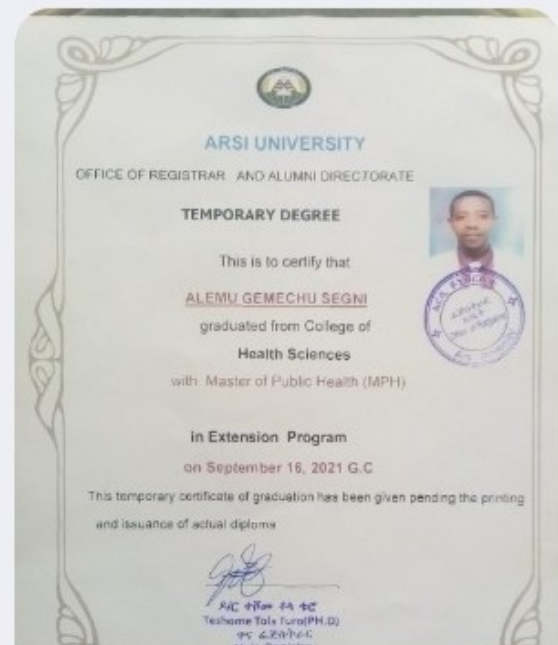 ARSI UNIVERSITY
OFFICE OF REGISTRAR AND ALUMNI DIRECTORATE
TEMPORARY DEGREE
This is to certify that
ALEMU GEMECHU SEGNI
graduated from College of
Health Sciences
with Master of Public Health (MPH)
in Extension Program
on September 16, 2021 G.C
This temporary certificate of graduation has been given pending the printing
and issuance of actual diploma
Teshome Tola Tura(PH.D)